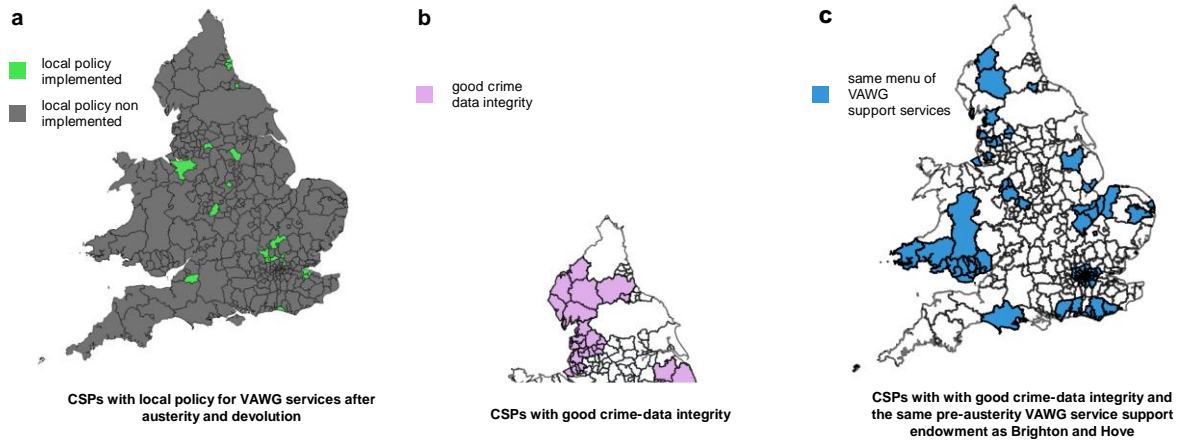 a
local policy
implemented
local policy non
implemented
CSPs with local policy for VAWG services after
austerity and devolution
b
good crime
data integrity
CSPs with good crime-data integrity
c
same menu of
VAWG
support services
CSPs with with good crime-data integrity and
the same pre-austerity VAWG service support
endowment as Brighton and Hove